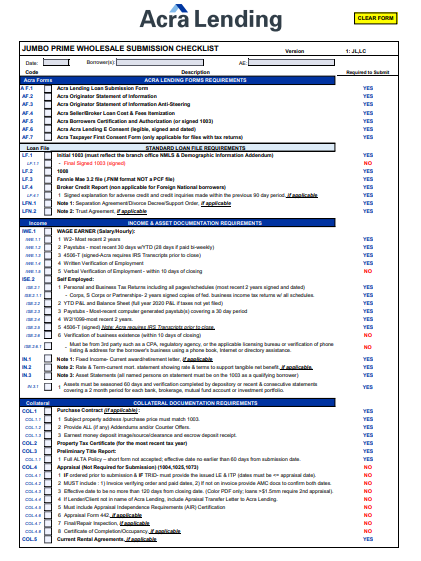 Acra Lending
CLEAR FORM
JUMBO PRIME WHOLESALE SUBMISSION CHECKLIST Version 1: JL,LC
Date: Borrower(s): AE:
Code Description Required to Submit
Acra Forms ACRA LENDING FORMS REQUIREMENTS
AF.1 Acra Lending Loan Submission Form YES
AF.2 Acra Originator Statement of Information YES
AF.3 Acra Originator Statement of Information Anti-Steering YES
AF.4 Acra Seller/Broker Loan Cost & Fees Itemization YES
AF.5 Acra Borrowers Certification and Authorization (or signed 1003) YES
AF.6 Acra Acra Lending E Consent (legible, signed and dated) YES
AF.7 Acra Taxpayer First Consent Form (only applicable for files with tax returns) YES
Loan File STANDARD LOAN FILE REQUIREMENTS
LF.1 Initial 1003 (must reflect the branch office NMLS & Demographic Information Addendum) YES
LF.1.1 - Final Signed 1003 (signed) NO
LF.2 1008 YES
LF.3 Fannie Mae 3.2 file (.FNM format NOT a PCF file) YES
LF.4 Broker Credit Report (non applicable for Foreign National borrowers) YES
LF.4.1 1 Signed explanation for adverse credit and credit inquiries made within the previous 90 day period, if applicable YES
LFN.1 Note 1: Separation Agreement/Divorce Decree/Support Order, if applicable YES
LFN.2 Note 2: Trust Agreement, if applicable YES
Income INCOME & ASSET DOCUMENTATION REQUIREMENTS
IWE.1 WAGE EARNER (Salary/Hourly): YES
IWE.1.1 1 W2- Most recent 2 years YES
IWE.1.2 2 Paystubs - most recent 30 days w/YTD (28 days if paid bi-weekly) YES
IWE.1.3 3 4506-T (signed-Acra requires IRS Transcripts prior to Close) YES
IWE.1.4 4 Written Verification of Employment YES
IWE.1.5 5 Verbal Verification of Employment - within 10 days of closing NO
ISE.2 Self Employed:
ISE.2.1 1 Personal and Business Tax Returns including all pages/schedules (most recent 2 years signed and dated) YES
ISE.2.1.1 - Corps, S Corps or Partnerships- 2 years signed copies of fed. business income tax returns w/ all schedules. YES
ISE.2.2 2 YTD P&L and Balance Sheet (full year 2020 P&L if taxes not yet filed) YES
ISE.2.3 3 Paystubs- Most-recent computer generated paystub(s) covering a 30 day period YES
ISE.2.4 4 W2/1099-most recent 2 years. YES
ISE.2.5 5 4506-T (signed) Note: Acra requires IRS Transcripts prior to close. YES
ISE.2.6 6 Verification of business existence (within 10 days of closing) NO
ISE.2.6.1 - Must be from 3rd party such as a CPA, regulatory agency, or the applicable licensing bureau or verification of phone NO
listing & address for the borrower's business using a phone book, Internet or directory assistance.
IN.1 Note 1: Fixed Income- Current award/retirement letter, if applicable YES
IN.2 Note 2: Rate & Term-current mort. statement showing rate & terms to support tangible net benefit, if applicable YES
IN.3 Note 3: Asset Statements (all named persons on statement must be on the 1003 as a qualifying borrower) YES
IN.3.1 1 Assets must be seasoned 60 days and verification completed by depository or recent & consecutive statements YES
covering a 2 month period for each bank, brokerage, mutual fund account or investment portfolio.
Collateral COLLATERAL DOCUMENTATION REQUIREMENTS
COL.1 Purchase Contract (if applicable): YES
COL.1.1 1 Subject property address /purchase price must match 1003. YES
COL.1.2 2 Provide ALL (if any) Addendums and/or Counter Offers. YES
COL.1.3 3 Earnest money deposit image/source/clearance and escrow deposit receipt. YES
COL.2 Property Tax Certificate (for the most recent tax year) YES
COL.3 Preliminary Title Report: YES
COL.3.1 1 Full ALTA Policy - short form not accepted; effective date no earlier than 60 days from submission date. YES
COL.4 Appraisal (Not Required for Submission) (1004,1025,1073) NO
COL.4.1 1 IF ordered prior to submission & IF TRID- must provide the issued LE & ITP (dates must be <= appraisal date). NO
COL.4.2 2 MUST include : 1) Invoice verifying order and paid dates, 2) If not on invoice provide AMC docs to confirm both dates. NO
COL.4.3 3 Effective date to be no more than 120 days from closing date. (Color PDF only; loans >$1.5mm require 2nd appraisal). NO
COL.4.4 4 If Lender/Client not in name of Acra Lending, include Appraisal Transfer Letter to Acra Lending. NO
COL.4.5 5 Must include Appraisal Independence Requirements (AIR) Certification NO
COL.4.6 6 Appraisal Form 442, if applicable NO
COL.4.7 7 Final/Repair Inspection, if applicable NO
COL.4.8 8 Certificate of Completion/Occupancy, if applicable NO
COL.5 Current Rental Agreements, if applicable YES